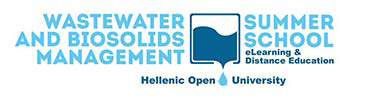 WASTEWATER
AND BIOSOLIDS
MANAGEMENT
SUMMER
SCHOOL
eLearning &
Distance Education
Hellenic Open University